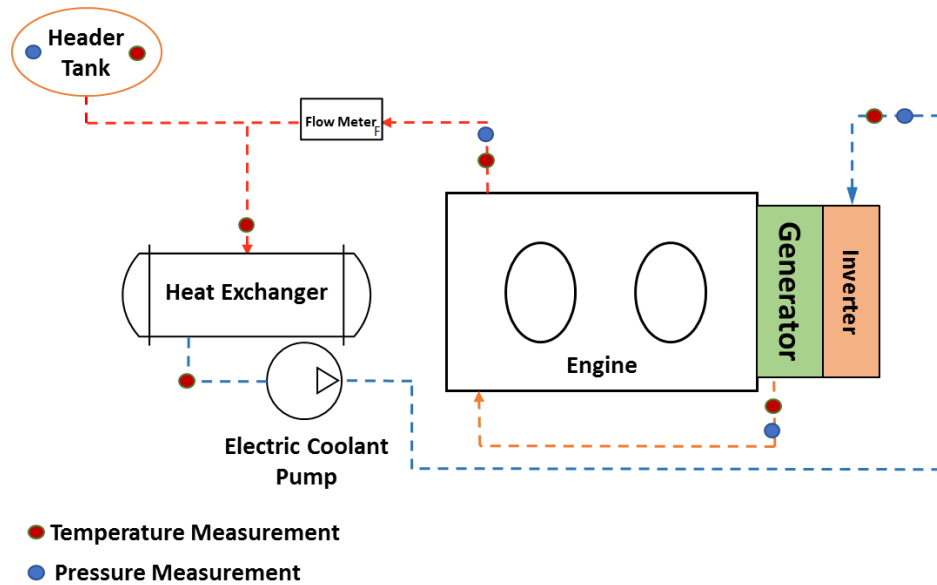 Header
Tank
Flow Meter
F
Heat Exchanger
Engine
Generator
Inverter
Electric Coolant
Pump
Temperature Measurement
Pressure Measurement